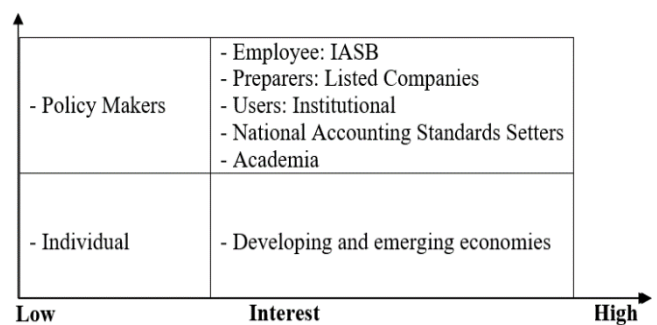 - Employee: IASB
- Preparers: Listed Companies
- Policy Makers
- Users: Institutional
- National Accounting Standards Setters
- Academia
- Individual
- Developing and emerging economies
Low
Interest
High